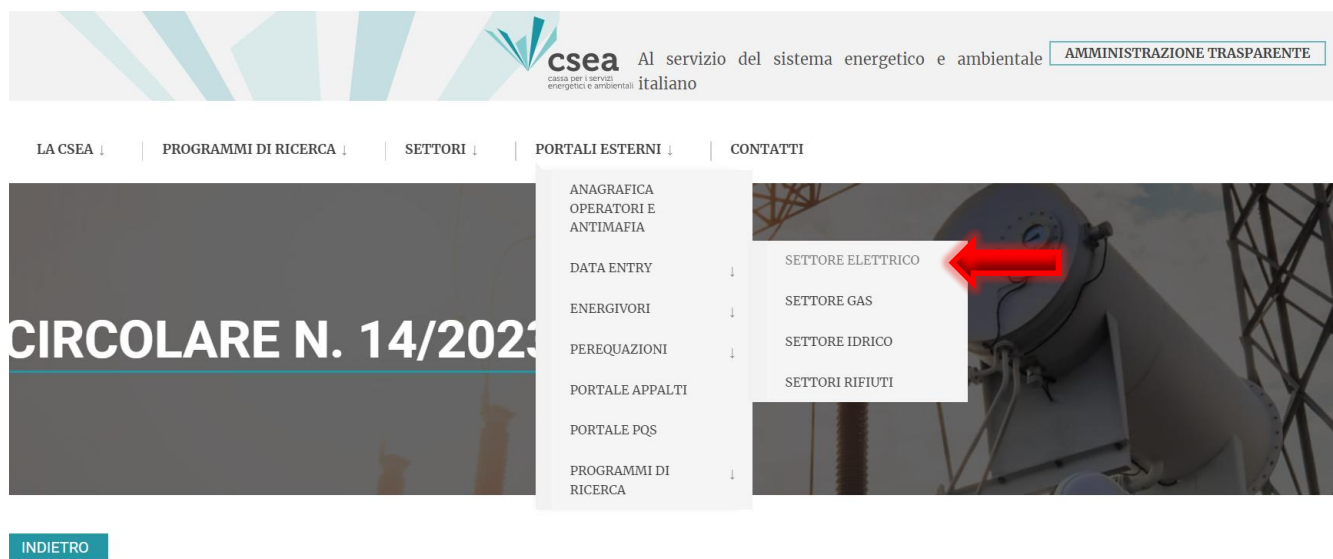 csea
cassa per i servizi
energetici e ambientali
Al servizio del sistema energetico e ambientale
italiano
AMMINISTRAZIONE TRASPARENTE
LA CSEA ↓
PROGRAMMI DI RICERCA ↓
SETTORI ↓
PORTALI ESTERNI ↓
CONTATTI
ANAGRAFICA
OPERATORI E
ANTIMAFIA
DATA ENTRY ↓
SETTORE ELETTRICO
SETTORE GAS
SETTORE IDRICO
SETTORI RIFIUTI
ENERGIVORI ↓
PEREQUAZIONI ↓
PORTALE APPALTI
PORTALE PQS
PROGRAMMI DI
RICERCA ↓
CIRCOLARE N. 14/2023
INDIETRO